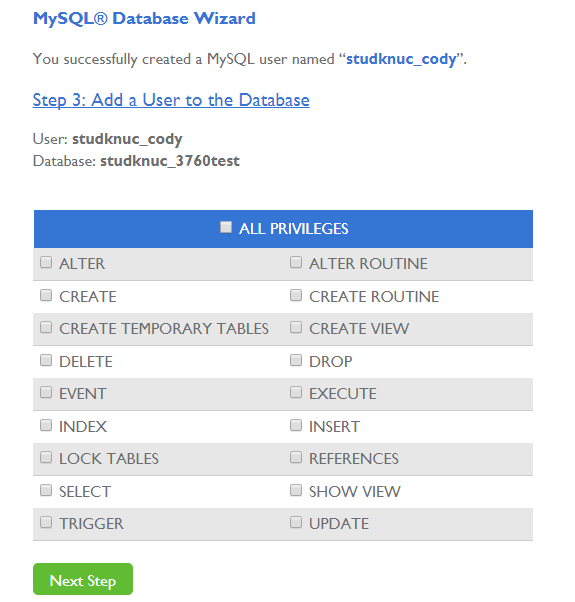 MySQL® Database Wizard
You successfully created a MySQL user named “studknuc_cody”.
Step 3: Add a User to the Database
User: studknuc_cody
Database: studknuc_3760test
ALL PRIVILEGES
ALTER ALTER ROUTINE
CREATE CREATE ROUTINE
CREATE TEMPORARY TABLES CREATE VIEW
DELETE DROP
EVENT EXECUTE
INDEX INSERT
LOCK TABLES REFERENCES
SELECT SHOW VIEW
TRIGGER UPDATE
Next Step